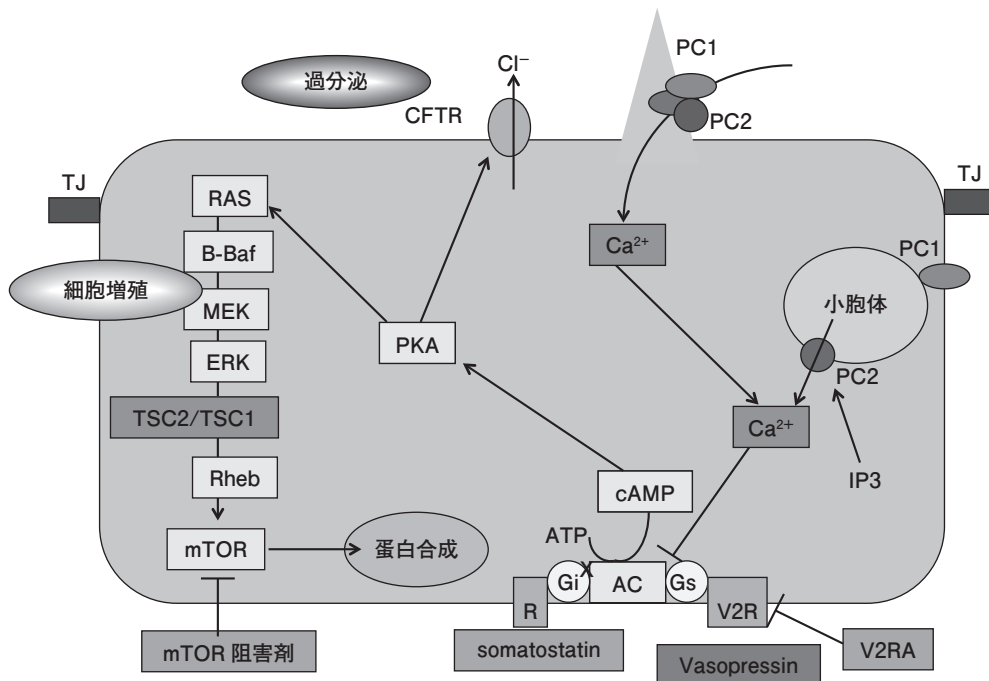 過分泌
Cl⁻
CFTR
PC1
PC2
TJ
TJ
RAS
B-Baf
細胞増殖
MEK
ERK
TSC2/TSC1
Rheb
mTOR
蛋白合成
mTOR 阻害剤
PKA
Ca²⁺
PC1
小胞体
PC2
Ca²⁺
IP3
cAMP
ATP
Gi
X
AC
Gs
R
V2R
somatostatin
Vasopressin
V2RA